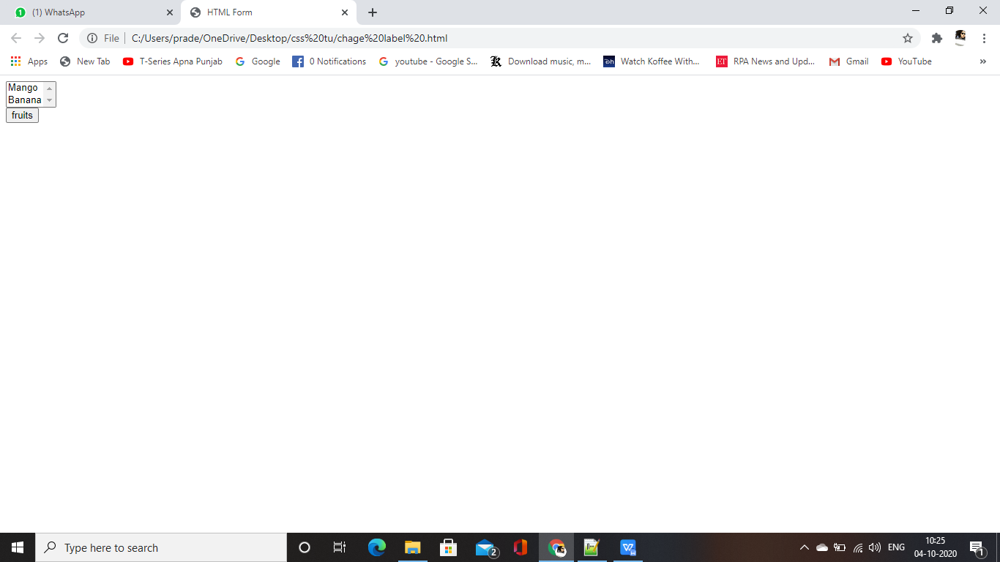 (1) WhatsApp HTML Form
File C:/Users/prade/OneDrive/Desktop/css%20tu/chage%20label%20.html
Apps New Tab T-Series Apna Punjab Google 0 Notifications youtube - Google S... Download music, m... Dh Watch Koffee With... ET RPA News and Upd... Gmail YouTube »
Mango
Banana
fruits
Type here to search 2 ENG 10:25
04-10-2020 1